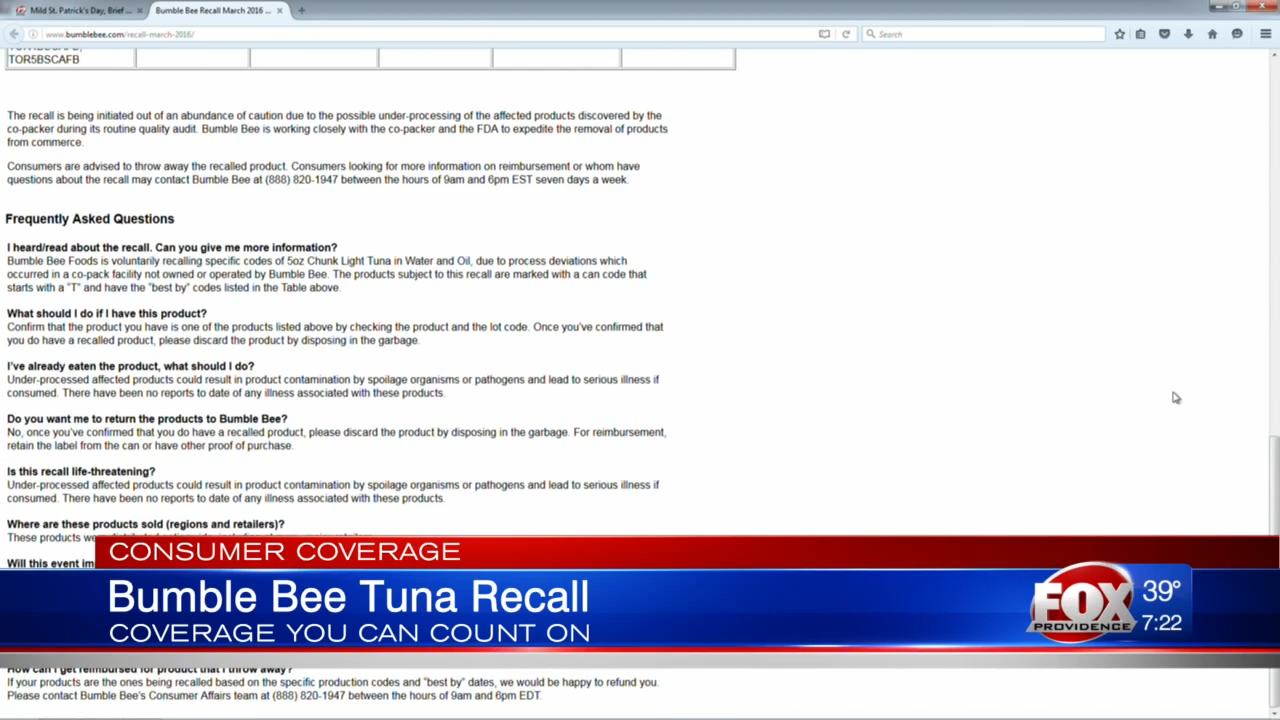 Mild St. Patrick's Day, Brief ...
Bumble Bee Recall March 2016 ...
www.bumblebee.com/recall-march-2016/
Search
TOR5BSCAFB
The recall is being initiated out of an abundance of caution due to the possible under-processing of the affected products discovered by the
co-packer during its routine quality audit. Bumble Bee is working closely with the co-packer and the FDA to expedite the removal of products
from commerce.
Consumers are advised to throw away the recalled product. Consumers looking for more information on reimbursement or whom have
questions about the recall may contact Bumble Bee at (888) 820-1947 between the hours of 9am and 6pm EST seven days a week.
Frequently Asked Questions
I heard/read about the recall. Can you give me more information?
Bumble Bee Foods is voluntarily recalling specific codes of 5oz Chunk Light Tuna in Water and Oil, due to process deviations which
occurred in a co-pack facility not owned or operated by Bumble Bee. The products subject to this recall are marked with a can code that
starts with a "T" and have the "best by" codes listed in the Table above.
What should I do if I have this product?
Confirm that the product you have is one of the products listed above by checking the product and the lot code. Once you've confirmed that
you do have a recalled product, please discard the product by disposing in the garbage.
I've already eaten the product, what should I do?
Under-processed affected products could result in product contamination by spoilage organisms or pathogens and lead to serious illness if
consumed. There have been no reports to date of any illness associated with these products.
Do you want me to return the products to Bumble Bee?
No, once you've confirmed that you do have a recalled product, please discard the product by disposing in the garbage. For reimbursement,
retain the label from the can or have other proof of purchase.
Is this recall life-threatening?
Under-processed affected products could result in product contamination by spoilage organisms or pathogens and lead to serious illness if
consumed. There have been no reports to date of any illness associated with these products.
Where are these products sold (regions and retailers)?
These products
Will this event
CONSUMER COVERAGE
Bumble Bee Tuna Recall
COVERAGE YOU CAN COUNT ON
FOX
PROVIDENCE
39°
7:22
How can I get reimbursed for product that I throw away?
If your products are the ones being recalled based on the specific production codes and "best by" dates, we would be happy to refund you.
Please contact Bumble Bee's Consumer Affairs team at (888) 820-1947 between the hours of 9am and 6pm EDT.